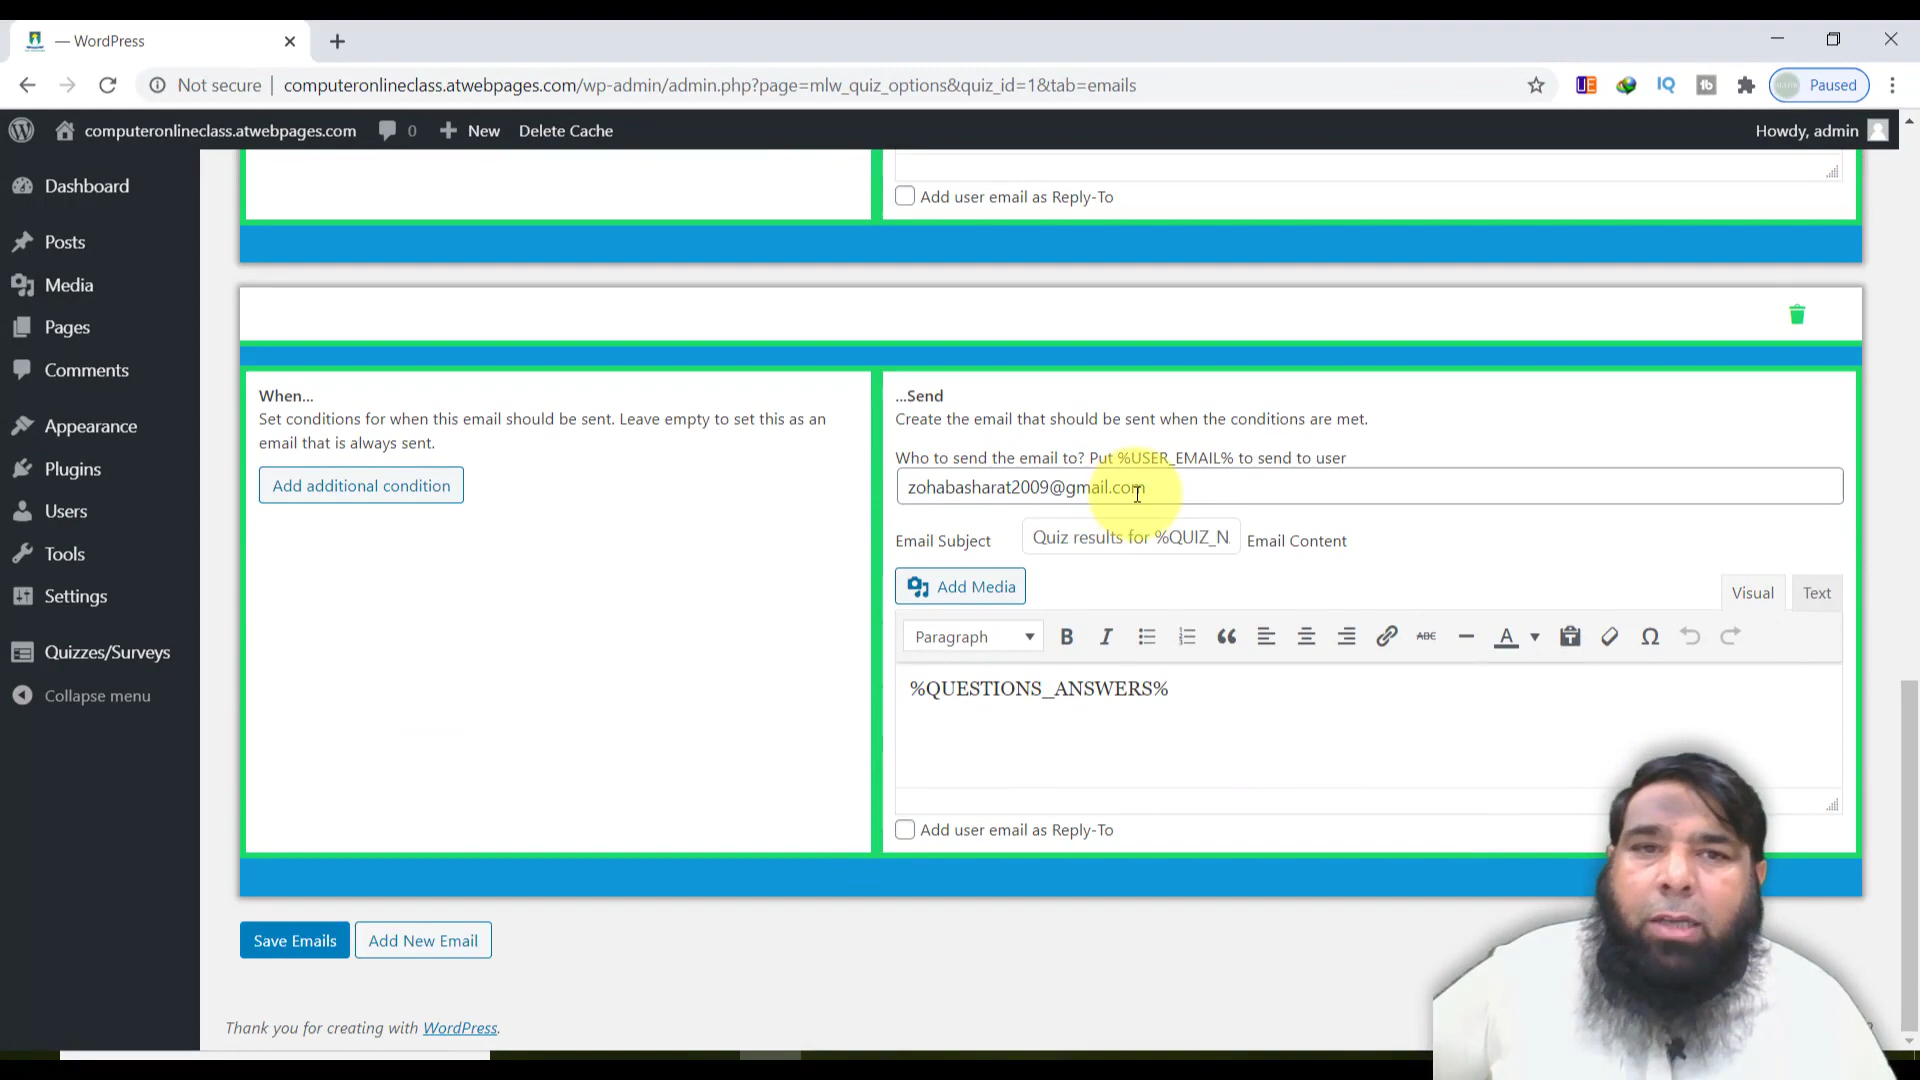 — WordPress
Not secure
computeronlineclass.atwebpages.com/wp-admin/admin.php?page=mlw_quiz_options&quiz_id=1&tab=emails
UE
IQ
tb
Paused
computeronlineclass.atwebpages.com
0
New
Delete Cache
Howdy, admin
Dashboard
Posts
Media
Pages
Comments
Appearance
Plugins
Users
Tools
Settings
Quizzes/Surveys
Collapse menu
Add user email as Reply-To
When...
Set conditions for when this email should be sent. Leave empty to set this as an
email that is always sent.
Add additional condition
...Send
Create the email that should be sent when the conditions are met.
Who to send the email to? Put %USER_EMAIL% to send to user
zohabasharat2009@gmail.com
Email Subject
Quiz results for %QUIZ_N
Email Content
Add Media
Visual
Text
Paragraph
B
I
ABC
A
Ω
%QUESTIONS_ANSWERS%
Add user email as Reply-To
Save Emails
Add New Email
Thank you for creating with WordPress.